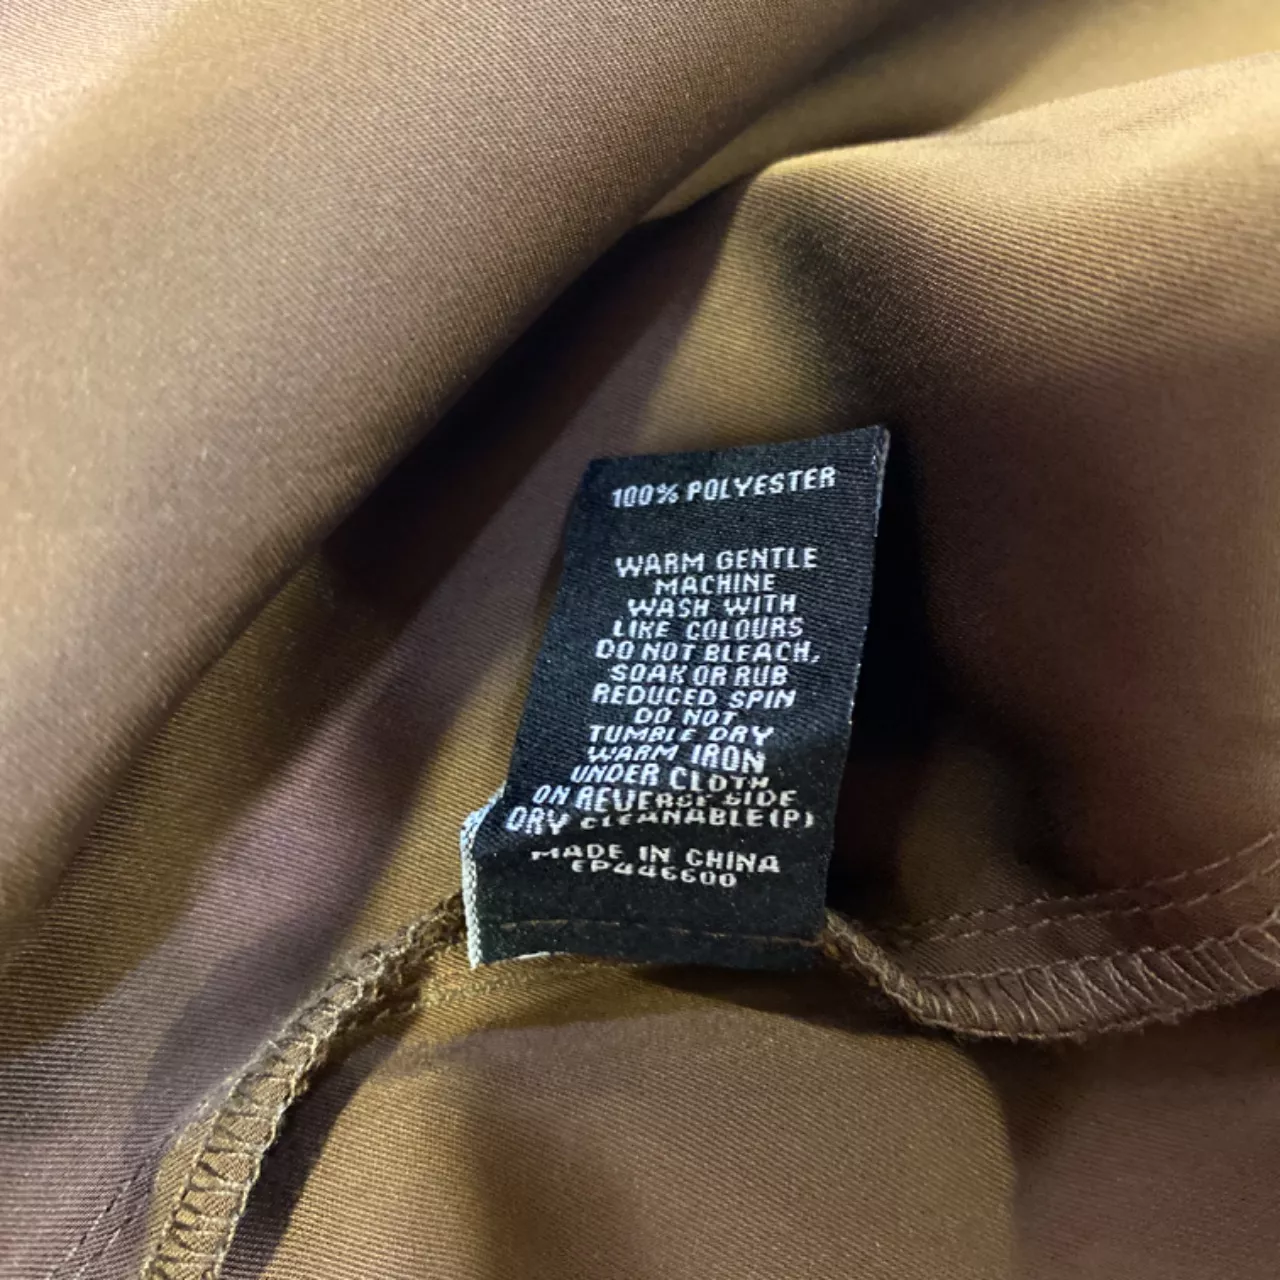 100% POLYESTER
WARM GENTLE
MACHINE
WASH WITH
LIKE COLOURS
DO NOT BLEACH,
SOAK OR RUB
REDUCED SPIN
DO NOT
TUMBLE DRY
WARM IRON
UNDER CLOTH
ON REVERSE SIDE
DRY CLEANABLE(P)
MADE IN CHINA
EP446600